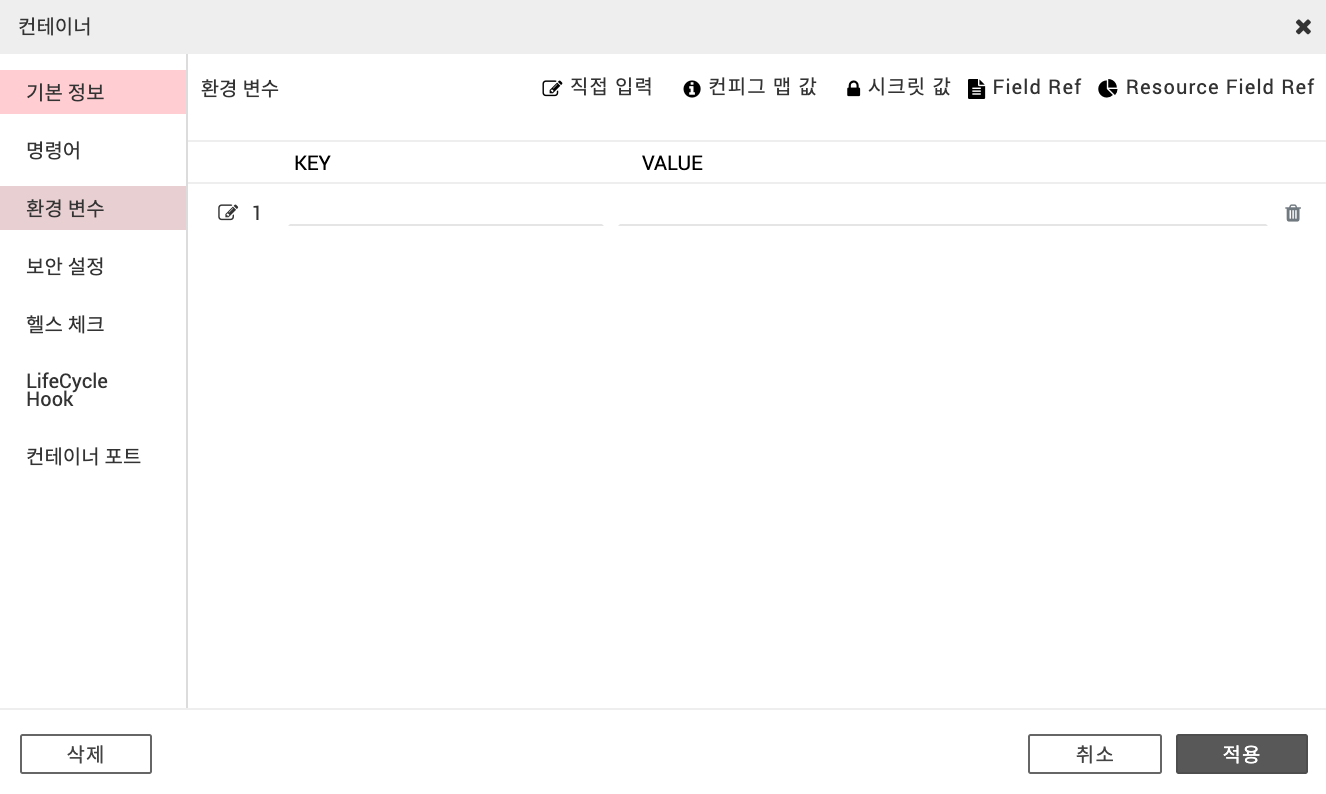 컨테이너
기본 정보
명령어
환경 변수
보안 설정
헬스 체크
LifeCycle
Hook
컨테이너 포트
환경 변수
직접 입력 컨피그 맵 값 시크릿 값 Field Ref Resource Field Ref
KEY VALUE
1
삭제 취소 적용